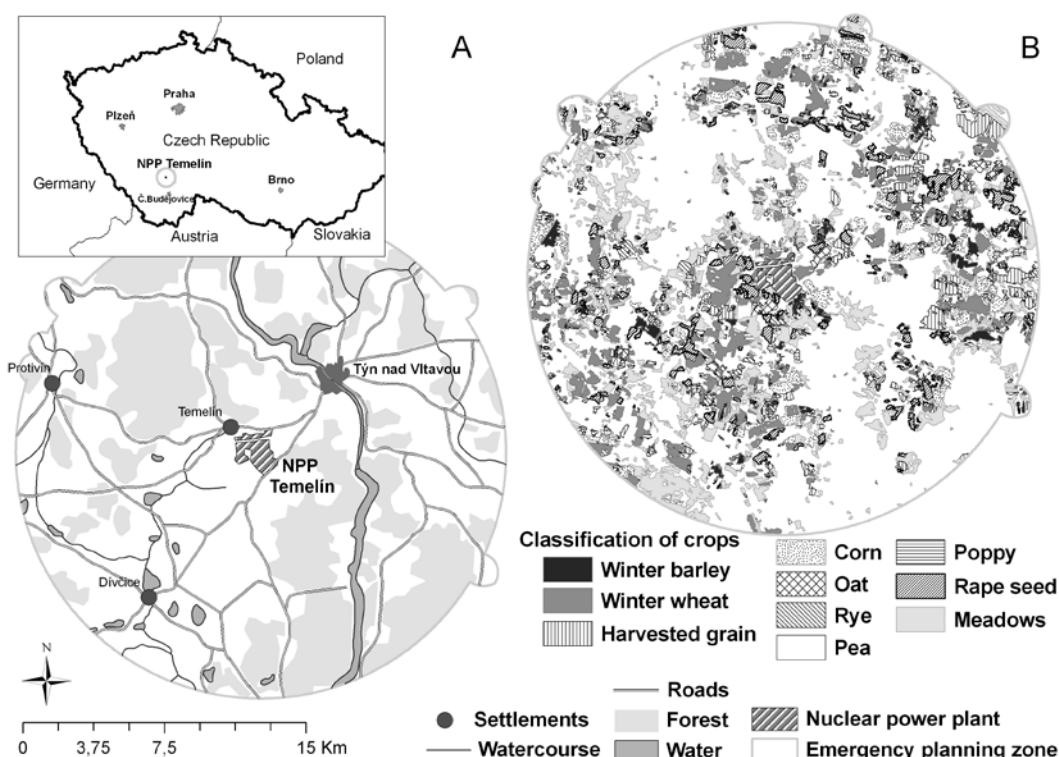 A
B
Poland
Praha
Plzeň
Czech Republic
NPP Temelín
Germany
Brno
Č.Budějovice
Austria
Slovakia
Protivín
Týn nad Vltavou
Temelín
NPP
Temelín
Dívčice
N
0 3,75 7,5 15 Km
Classification of crops
Winter barley
Winter wheat
Harvested grain
Corn
Oat
Rye
Pea
Poppy
Rape seed
Meadows
Settlements
Watercourse
Roads
Forest
Water
Nuclear power plant
Emergency planning zone